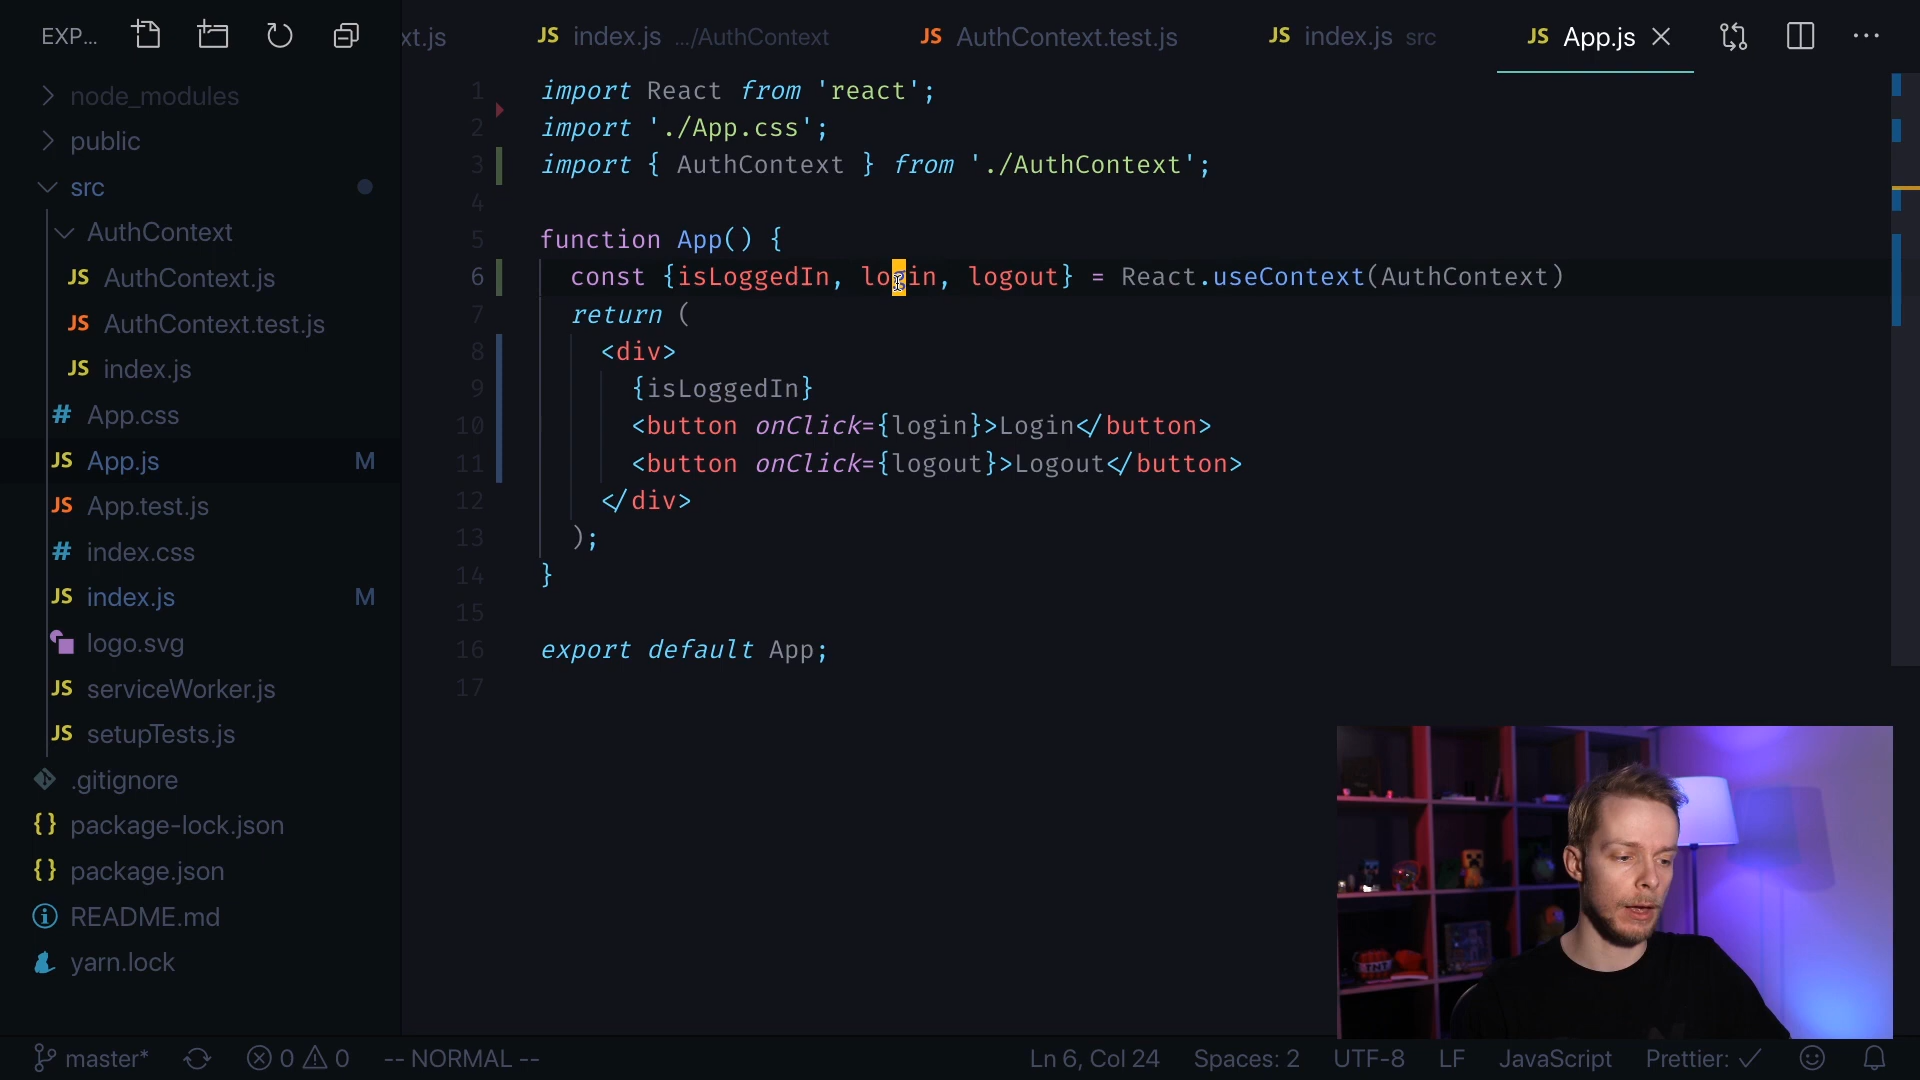 EXP...
xt.js
JS index.js .../AuthContext
JS AuthContext.test.js
JS index.js src
JS App.js
node_modules
public
src
AuthContext
JS AuthContext.js
JS AuthContext.test.js
JS index.js
# App.css
JS App.js M
JS App.test.js
# index.css
JS index.js M
logo.svg
JS serviceWorker.js
JS setupTests.js
.gitignore
{} package-lock.json
{} package.json
README.md
yarn.lock
1 import React from 'react';
2 import './App.css';
3 import { AuthContext } from './AuthContext';
4
5 function App() {
6 const {isLoggedIn, login, logout} = React.useContext(AuthContext)
7 return (
8 <div>
9 {isLoggedIn}
10 <button onClick={login}>Login</button>
11 <button onClick={logout}>Logout</button>
12 </div>
13 );
14 }
15
16 export default App;
17
TNT
master* 0 0 -- NORMAL -- Ln 6, Col 24 Spaces: 2 UTF-8 LF JavaScript Prettier: ✓